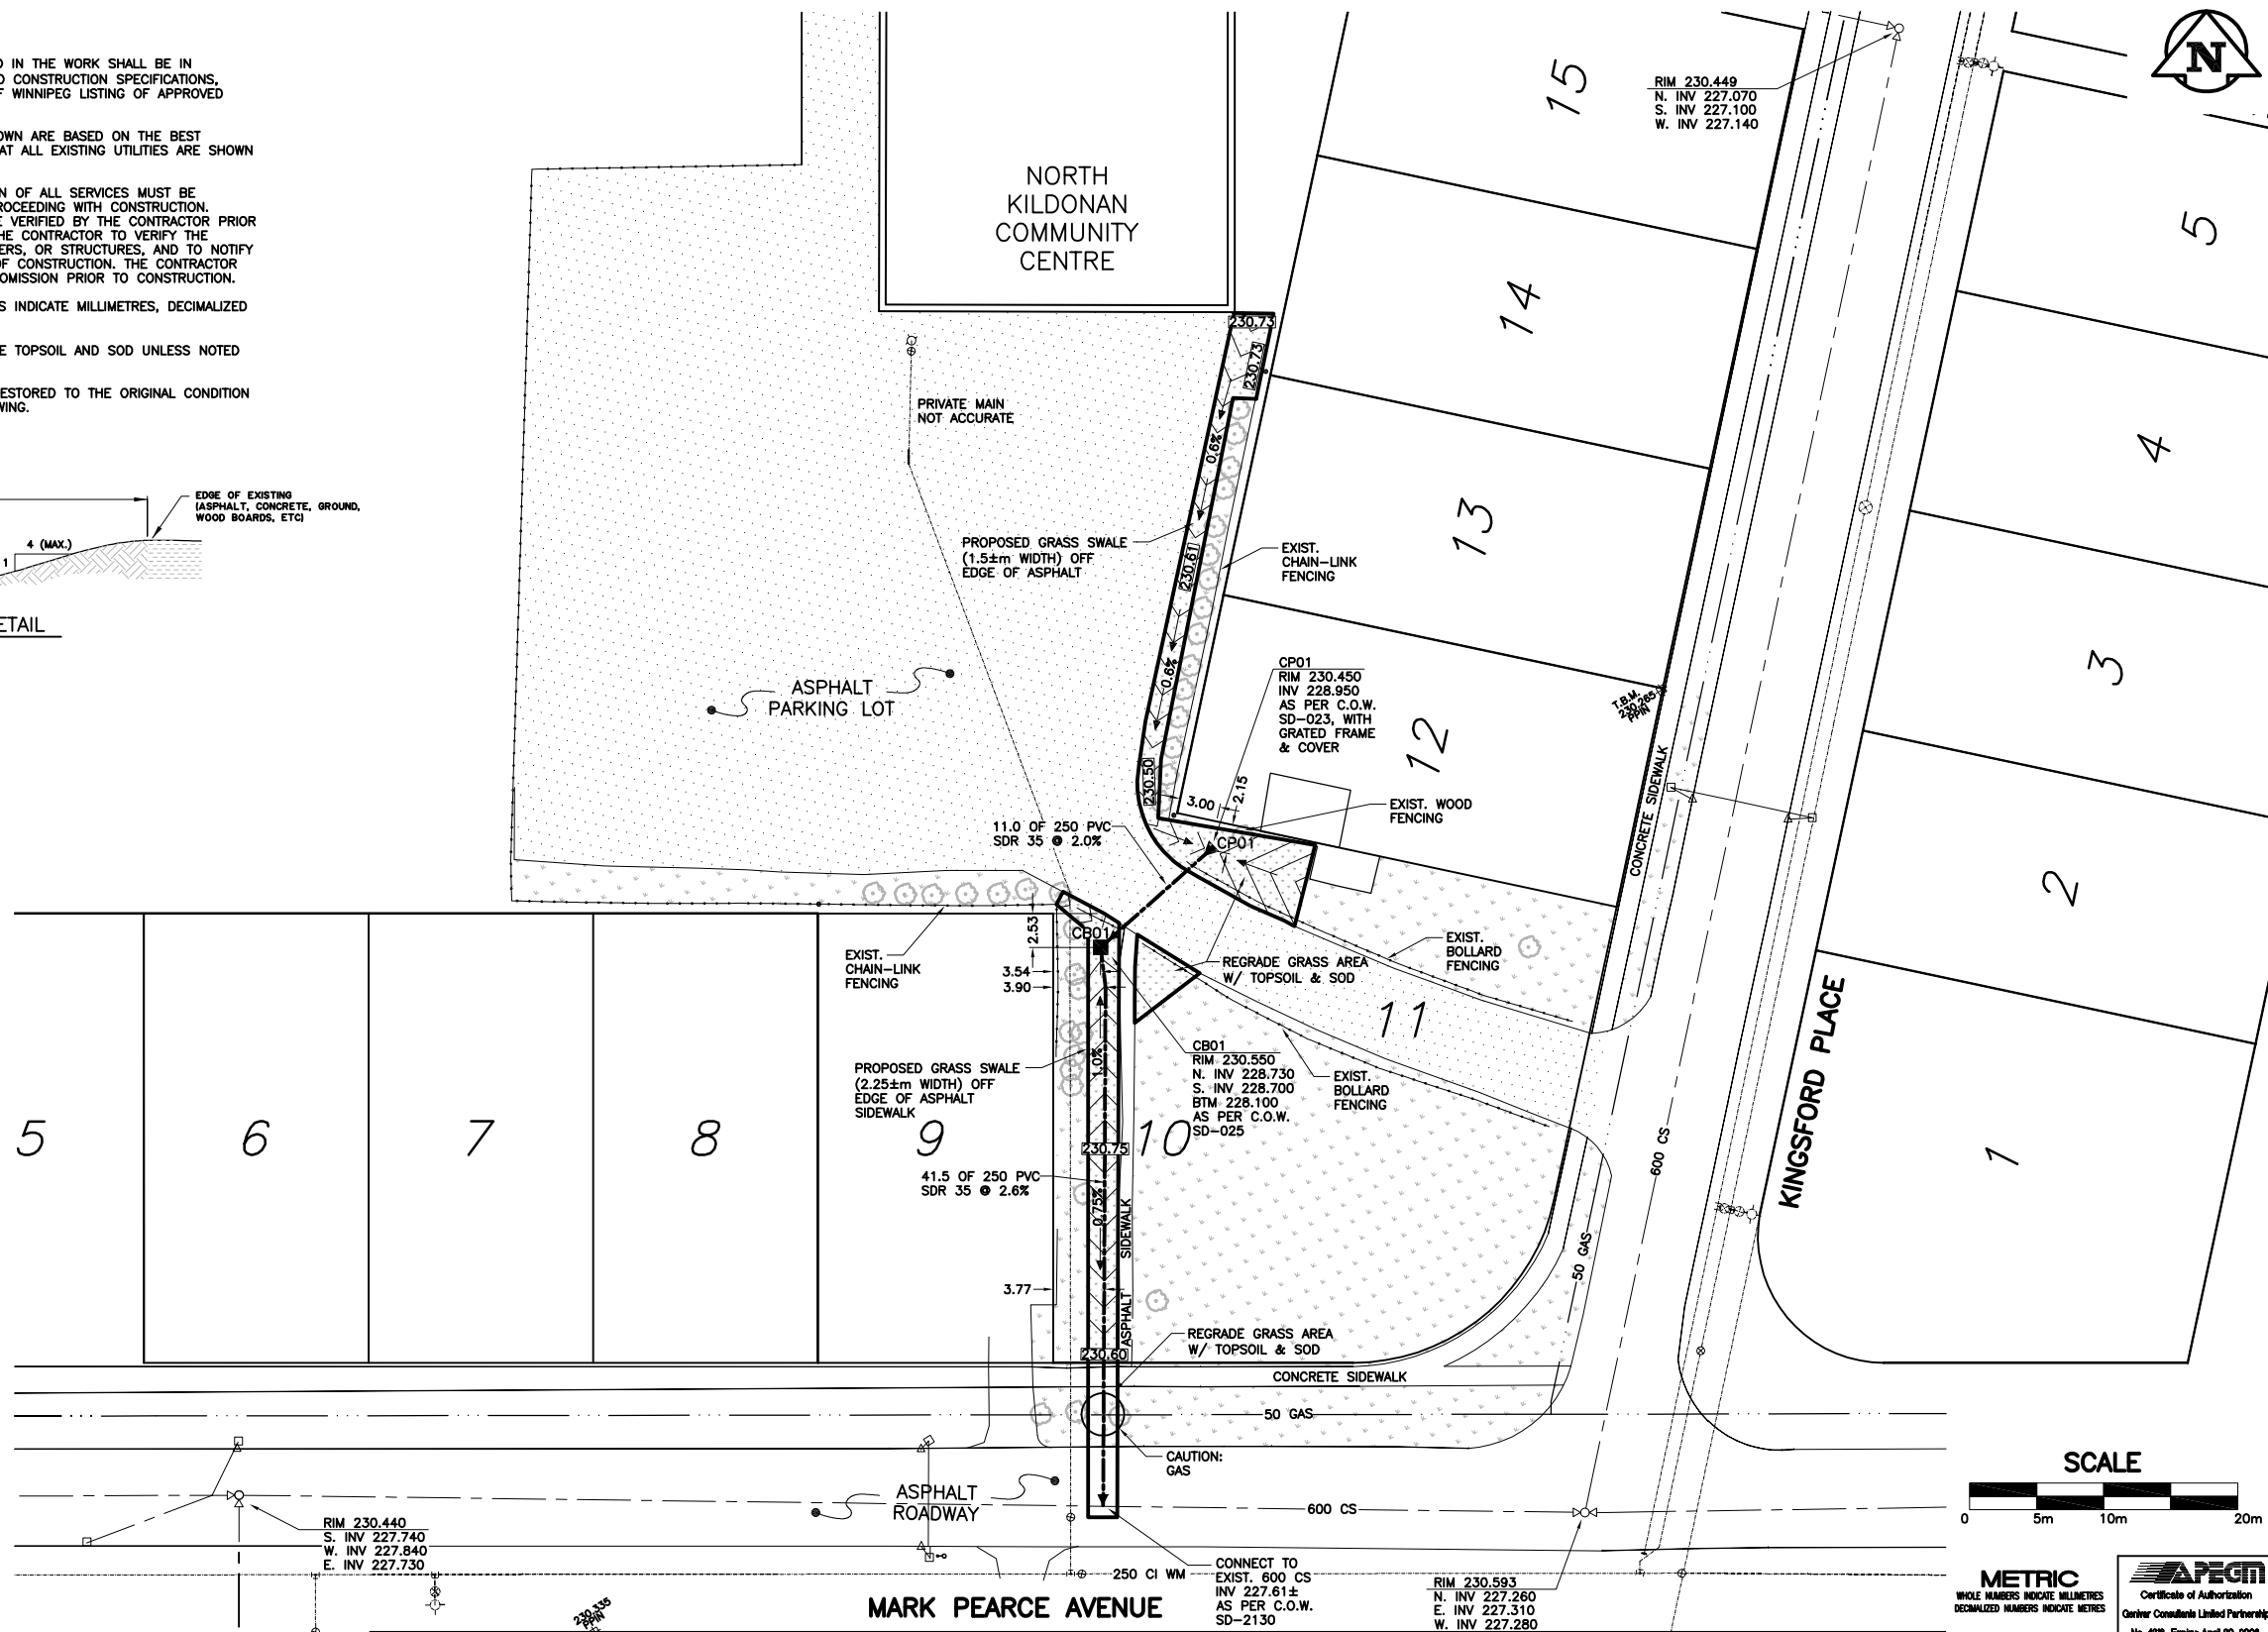 D IN THE WORK SHALL BE IN
D CONSTRUCTION SPECIFICATIONS,
F WINNIPEG LISTING OF APPROVED
OWN ARE BASED ON THE BEST
AT ALL EXISTING UTILITIES ARE SHOWN
N OF ALL SERVICES MUST BE
ROCEEDING WITH CONSTRUCTION.
E VERIFIED BY THE CONTRACTOR PRIOR
HE CONTRACTOR TO VERIFY THE
ERS, OR STRUCTURES, AND TO NOTIFY
OF CONSTRUCTION. THE CONTRACTOR
OMISSION PRIOR TO CONSTRUCTION.
S INDICATE MILLIMETRES, DECIMALIZED
E TOPSOIL AND SOD UNLESS NOTED
ESTORED TO THE ORIGINAL CONDITION
WING.
EDGE OF EXISTING
(ASPHALT, CONCRETE, GROUND,
WOOD BOARDS, ETC)
4 (MAX.)
1
ETAIL
NORTH
KILDONAN
COMMUNITY
CENTRE
PRIVATE MAIN
NOT ACCURATE
RIM 230.449
N. INV 227.070
S. INV 227.100
W. INV 227.140
N
15
14
13
12
11
10
5
4
3
2
1
230.73
230.73
0.6%
230.61
0.6%
230.50
PROPOSED GRASS SWALE
(1.5±m WIDTH) OFF
EDGE OF ASPHALT
EXIST.
CHAIN-LINK
FENCING
ASPHALT
PARKING LOT
CP01
RIM 230.450
INV 228.950
AS PER C.O.W.
SD-023, WITH
GRATED FRAME
& COVER
T.B.M.
230.265
PPIN
CONCRETE SIDEWALK
3.00
2.15
EXIST. WOOD
FENCING
11.0 OF 250 PVC
SDR 35 @ 2.0%
CP01
2.53
CB01
EXIST.
CHAIN-LINK
FENCING
3.54
3.90
REGRADE GRASS AREA
W/ TOPSOIL & SOD
EXIST.
BOLLARD
FENCING
PROPOSED GRASS SWALE
(2.25±m WIDTH) OFF
EDGE OF ASPHALT
SIDEWALK
1.0%
CB01
RIM 230.550
N. INV 228.730
S. INV 228.700
BTM 228.100
AS PER C.O.W.
SD-025
EXIST.
BOLLARD
FENCING
KINGSFORD PLACE
5
6
7
8
9
230.75
41.5 OF 250 PVC
SDR 35 @ 2.6%
0.75%
ASPHALT SIDEWALK
600 CS
50 GAS
3.77
230.60
REGRADE GRASS AREA
W/ TOPSOIL & SOD
CONCRETE SIDEWALK
50 GAS
CAUTION:
GAS
ASPHALT
ROADWAY
600 CS
RIM 230.440
S. INV 227.740
W. INV 227.840
E. INV 227.730
230.335
PPIN
250 CI WM
MARK PEARCE AVENUE
CONNECT TO
EXIST. 600 CS
INV 227.61±
AS PER C.O.W.
SD-2130
RIM 230.593
N. INV 227.260
E. INV 227.310
W. INV 227.280
SCALE
0 5m 10m 20m
METRIC
WHOLE NUMBERS INDICATE MILLIMETRES
DECIMALIZED NUMBERS INDICATE METRES
APEGM
Certificate of Authorization
Genivar Consultants Limited Partnership